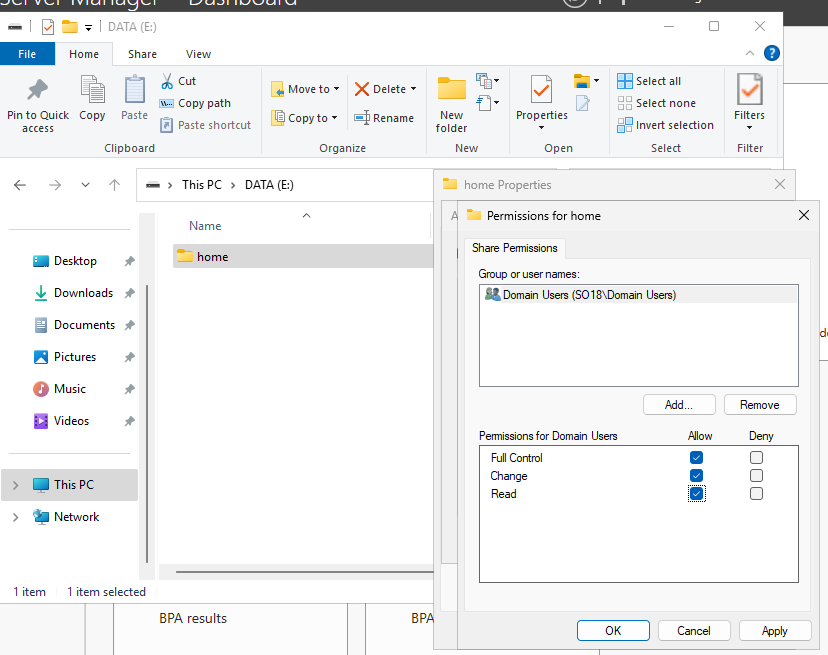 Server Manager
Dashboard
DATA (E:)
File
Home
Share
View
Pin to Quick access
Copy
Paste
Cut
Copy path
Paste shortcut
Clipboard
Move to
Copy to
Delete
Rename
Organize
New folder
New
Properties
Open
Select all
Select none
Invert selection
Select
Filters
Filter
This PC
DATA (E:)
Name
home
Desktop
Downloads
Documents
Pictures
Music
Videos
This PC
Network
1 item
1 item selected
BPA results
BPA
home Properties
Permissions for home
Share Permissions
Group or user names:
Domain Users (SO18\Domain Users)
Add...
Remove
Permissions for Domain Users
Allow
Deny
Full Control
Change
Read
OK
Cancel
Apply